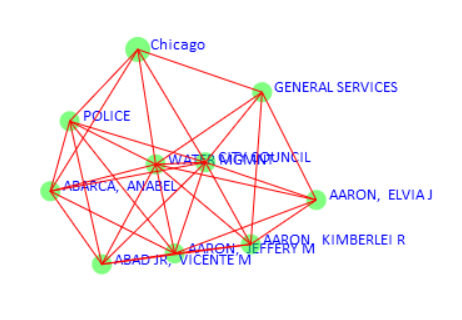 Chicago
GENERAL SERVICES
POLICE
WATER MGMNT
CITY COUNCIL
ABARCA, ANABEL
AARON, ELVIA J
AARON, KIMBERLEI R
AARON, JEFFERY M
ABAD JR, VICENTE M